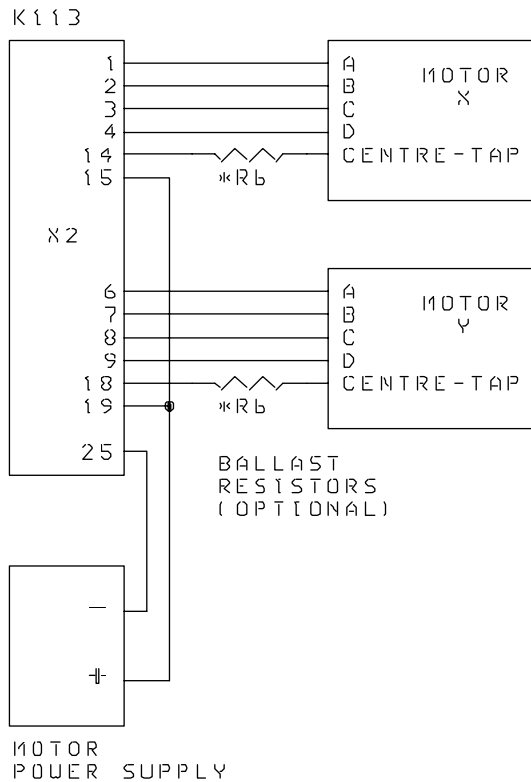 K113
1 A MOTOR
2 B X
3 C
4 D
14 *Rb CENTRE-TAP
15
X2
6 A MOTOR
7 B Y
8 C
9 D
18 *Rb CENTRE-TAP
19
25
BALLAST
RESISTORS
(OPTIONAL)
—
+
MOTOR
POWER SUPPLY